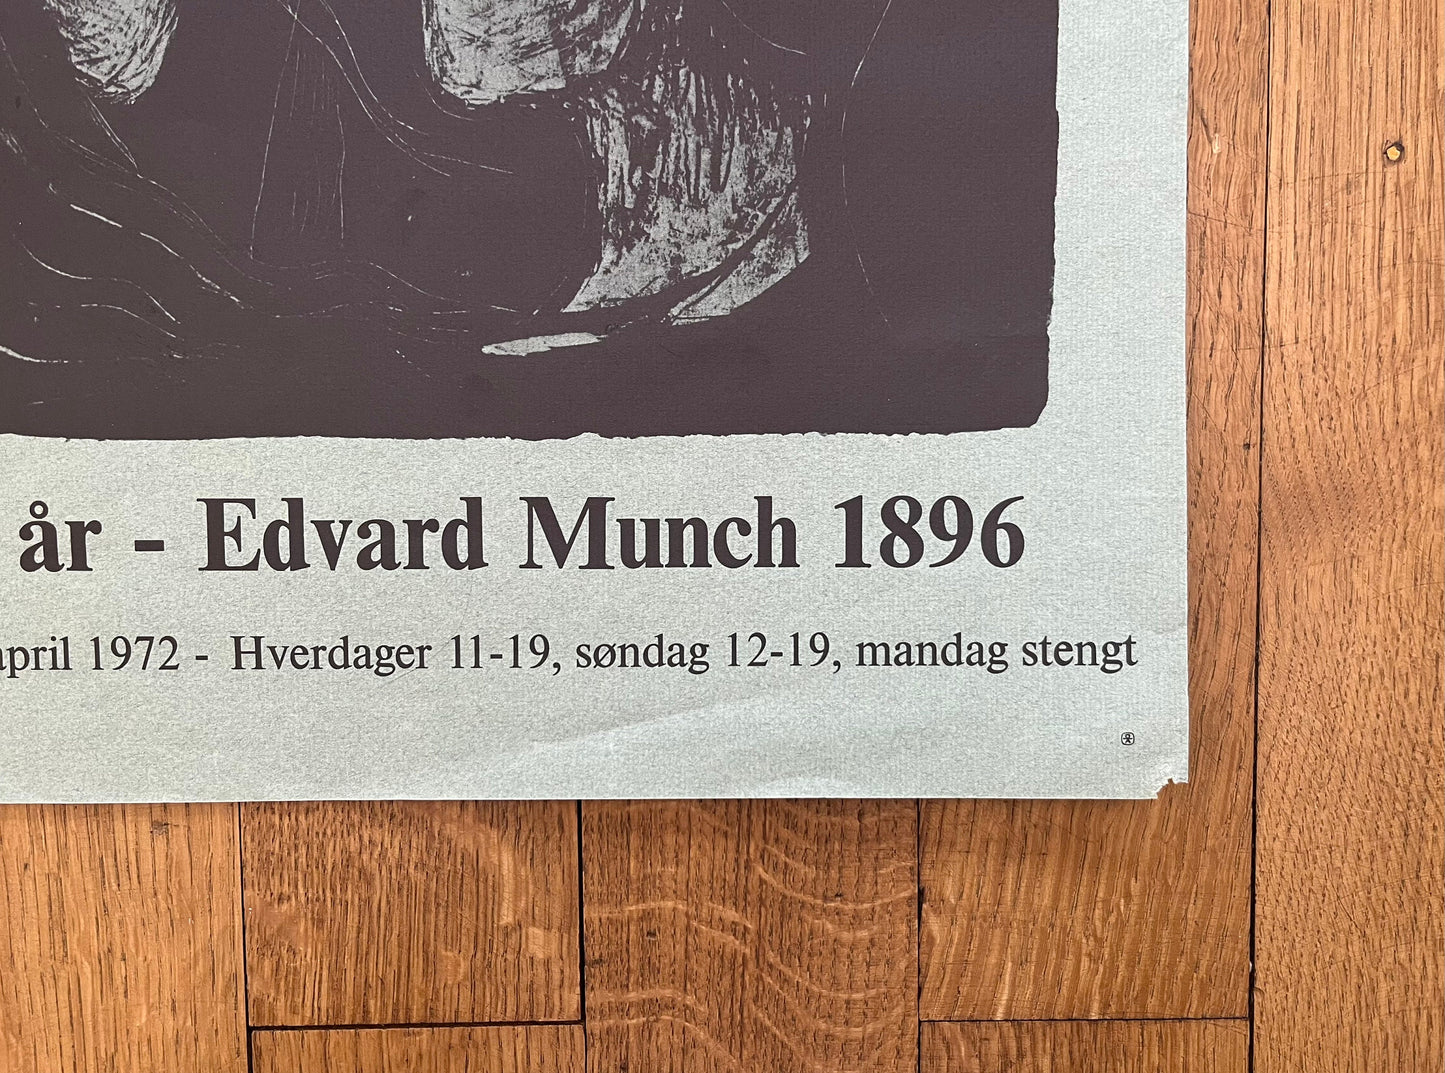 år - Edvard Munch 1896
april 1972 - Hverdager 11-19, søndag 12-19, mandag stengt